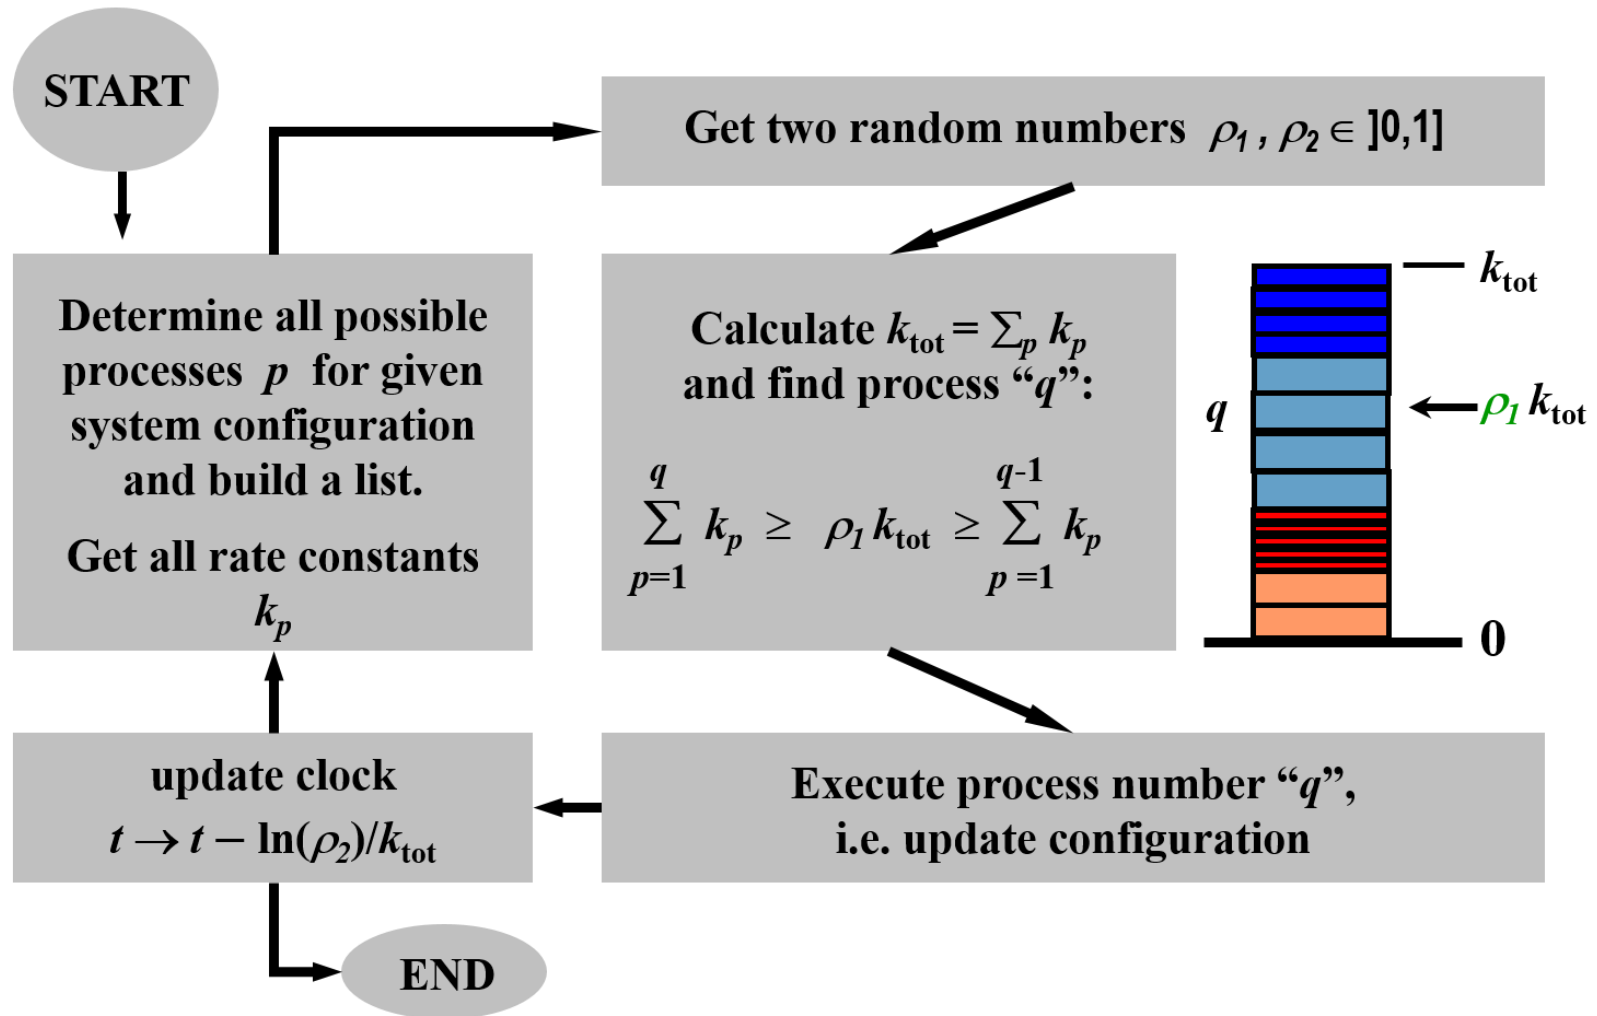 START
Get two random numbers ρ1 , ρ2 ∈ ]0,1]
Determine all possible
processes p for given
system configuration
and build a list.
Get all rate constants
kp
Calculate ktot = ∑p kp
and find process “q”:
q
∑ kp ≥ ρ1 ktot ≥ ∑ kp
p=1
q-1
p =1
ktot
q
ρ1 ktot
0
update clock
t → t – ln(ρ2)/ktot
Execute process number “q”,
i.e. update configuration
END